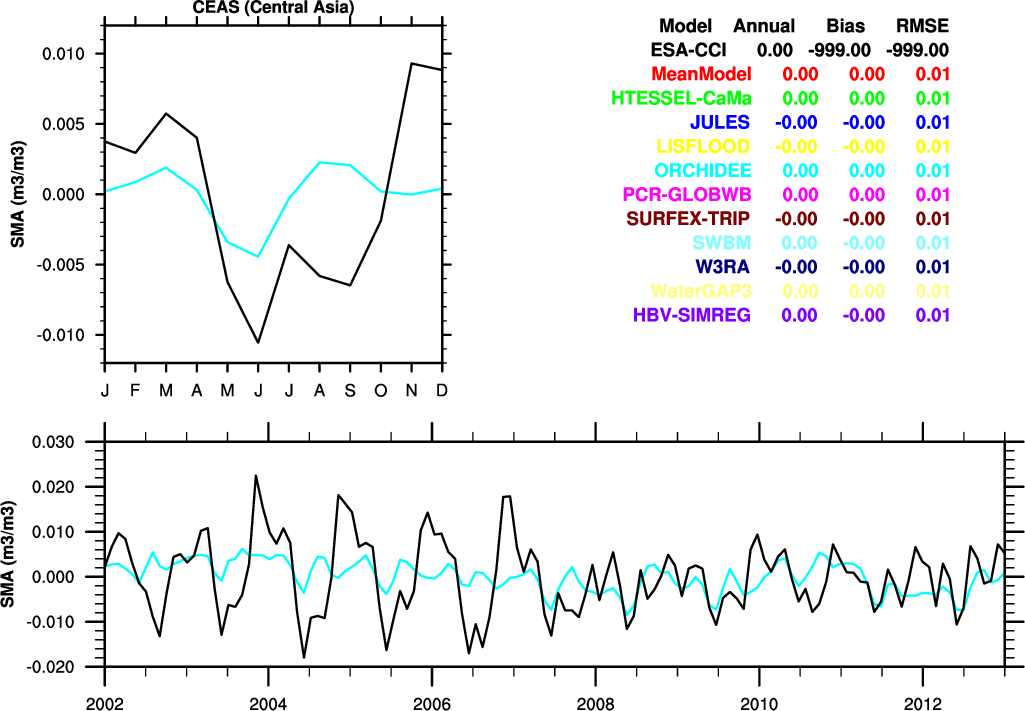 CEAS (Central Asia)
SMA (m3/m3)
0.010
0.005
0.000
-0.005
-0.010
J F M A M J J A S O N D
Model Annual Bias RMSE
ESA-CCI 0.00 -999.00 -999.00
MeanModel 0.00 0.00 0.01
HTESSEL-CaMa 0.00 0.00 0.01
JULES -0.00 -0.00 0.01
LISFLOOD -0.00 -0.00 0.01
ORCHIDEE 0.00 0.00 0.01
PCR-GLOBWB 0.00 0.00 0.01
SURFEX-TRIP -0.00 -0.00 0.01
SWBM 0.00 -0.00 0.01
W3RA -0.00 -0.00 0.01
WaterGAP3 0.00 0.00 0.01
HBV-SIMREG 0.00 -0.00 0.01
SMA (m3/m3)
0.030
0.020
0.010
0.000
-0.010
-0.020
2002 2004 2006 2008 2010 2012